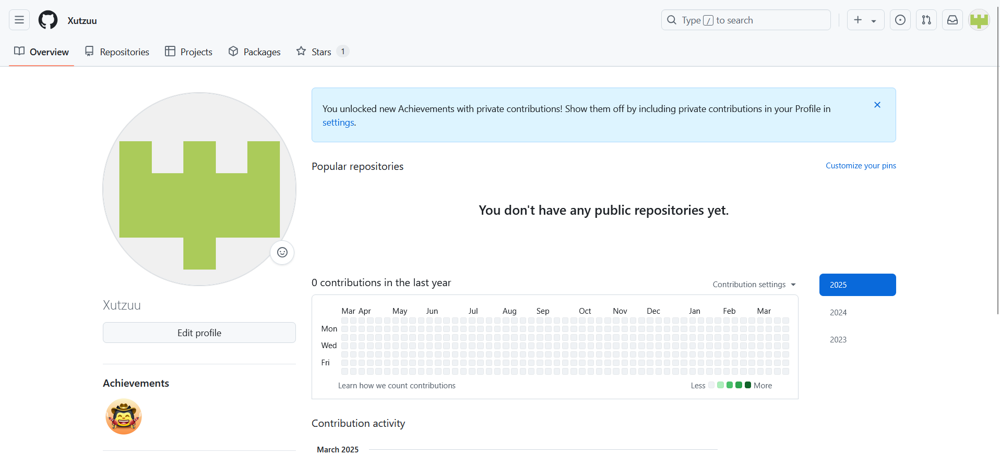 Xutzuu
Type / to search
Overview
Repositories
Projects
Packages
Stars 1
You unlocked new Achievements with private contributions! Show them off by including private contributions in your Profile in
settings.
Popular repositories
Customize your pins
You don't have any public repositories yet.
0 contributions in the last year
Contribution settings
2025
2024
2023
Mar Apr May Jun Jul Aug Sep Oct Nov Dec Jan Feb Mar
Mon
Wed
Fri
Learn how we count contributions
Less More
Xutzuu
Edit profile
Achievements
Contribution activity
March 2025